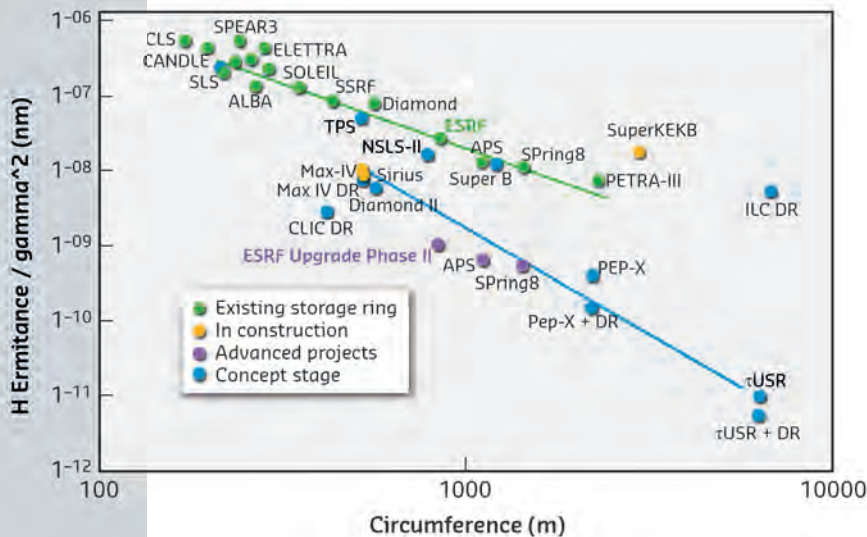 1–06
1–07
1–08
1–09
1–10
1–11
1–12
H Ermitance / gamma^2 (nm)
SPEAR3
CLS
ELETTRA
CANDLE
SOLEIL
SLS
SSRF
ALBA
Diamond
TPS
ESRF
SuperKEKB
NSLS-II
APS
SPring8
Max-IV
Sirius
Super B
PETRA-III
Max IV DR
Diamond II
ILC DR
CLIC DR
ESRF Upgrade Phase II
APS
PEP-X
SPring8
Existing storage ring
In construction
Advanced projects
Concept stage
Pep-X + DR
τUSR
τUSR + DR
100
1000
10000
Circumference (m)